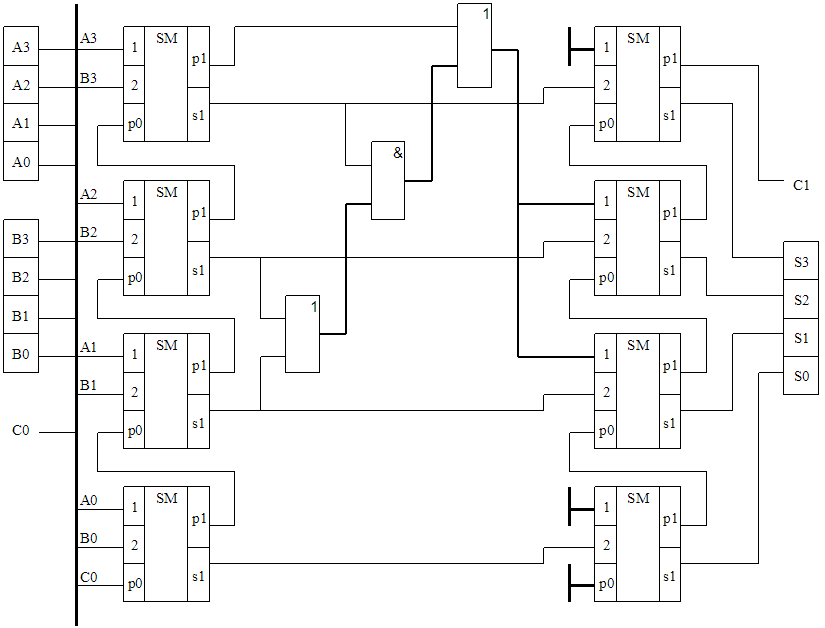 1
A3 SM SM
A3 1 p1 1 p1
A2 B3 2 2
A1 p0 s1 p0 s1
&
A0
SM SM
A2 1 p1 1 p1 C1
B3 B2 2 2
B2 p0 s1 p0 s1 S3
S2
B1 1
SM SM S1
B0 A1 1 p1 1 p1
B1 2 2 S0
C0 p0 s1 p0 s1
A0 SM SM
1 p1 1 p1
B0 2 2
C0 p0 s1 p0 s1